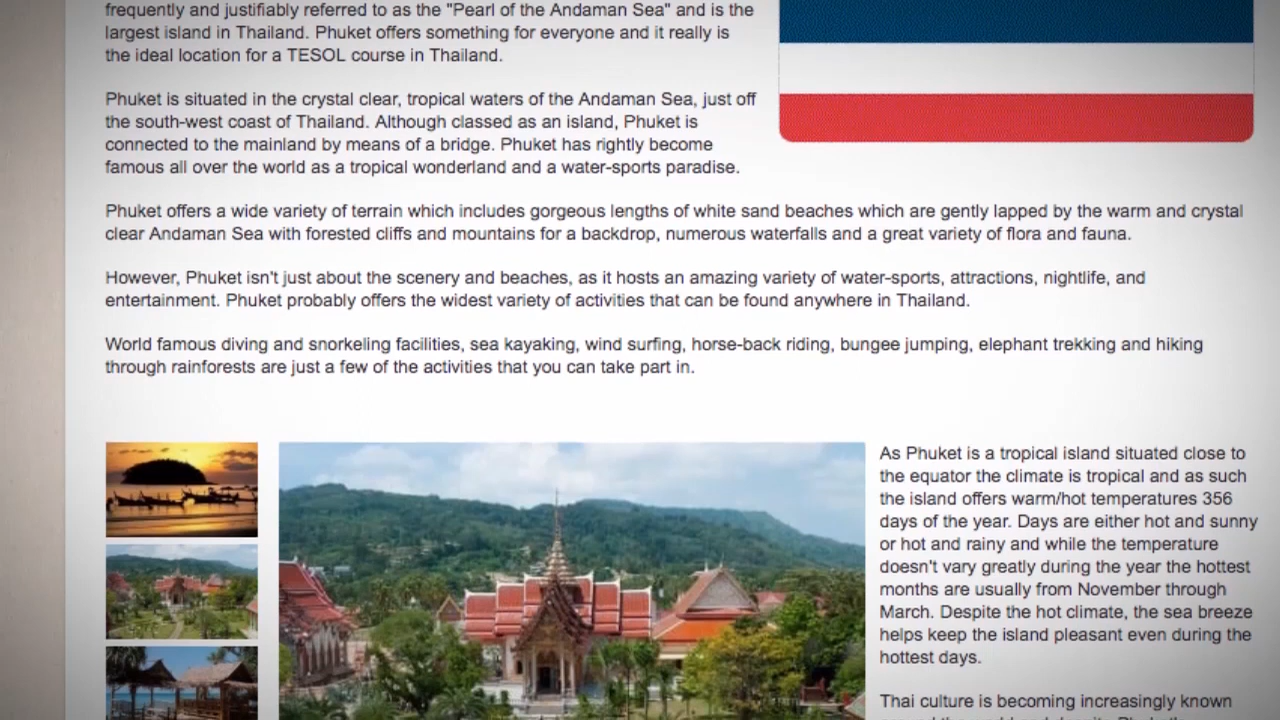 frequently and justifiably referred to as the "Pearl of the Andaman Sea" and is the
largest island in Thailand. Phuket offers something for everyone and it really is
the ideal location for a TESOL course in Thailand.
Phuket is situated in the crystal clear, tropical waters of the Andaman Sea, just off
the south-west coast of Thailand. Although classed as an island, Phuket is
connected to the mainland by means of a bridge. Phuket has rightly become
famous all over the world as a tropical wonderland and a water-sports paradise.
Phuket offers a wide variety of terrain which includes gorgeous lengths of white sand beaches which are gently lapped by the warm and crystal
clear Andaman Sea with forested cliffs and mountains for a backdrop, numerous waterfalls and a great variety of flora and fauna.
However, Phuket isn't just about the scenery and beaches, as it hosts an amazing variety of water-sports, attractions, nightlife, and
entertainment. Phuket probably offers the widest variety of activities that can be found anywhere in Thailand.
World famous diving and snorkeling facilities, sea kayaking, wind surfing, horse-back riding, bungee jumping, elephant trekking and hiking
through rainforests are just a few of the activities that you can take part in.
As Phuket is a tropical island situated close to
the equator the climate is tropical and as such
the island offers warm/hot temperatures 356
days of the year. Days are either hot and sunny
or hot and rainy and while the temperature
doesn't vary greatly during the year the hottest
months are usually from November through
March. Despite the hot climate, the sea breeze
helps keep the island pleasant even during the
hottest days.
Thai culture is becoming increasingly known